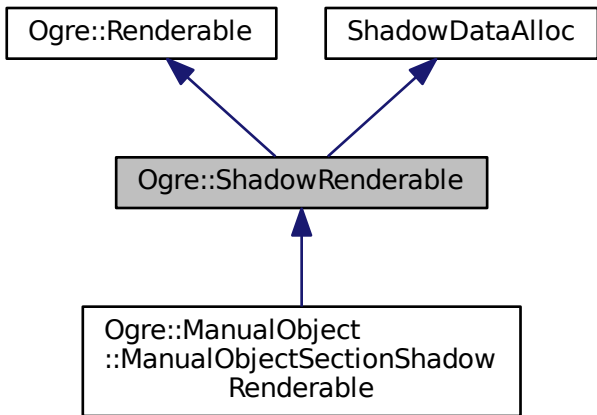 Ogre::Renderable
ShadowDataAlloc
Ogre::ShadowRenderable
Ogre::ManualObject
::ManualObjectSectionShadow
Renderable